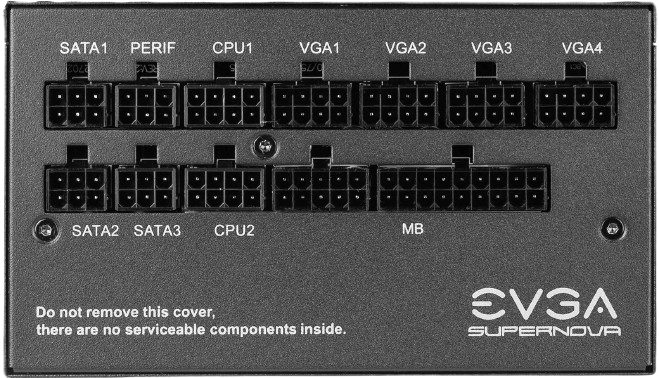 SATA1 PERIF CPU1 VGA1 VGA2 VGA3 VGA4
SATA2 SATA3 CPU2 MB
Do not remove this cover,
there are no serviceable components inside.
EVGA
SUPERNOVA